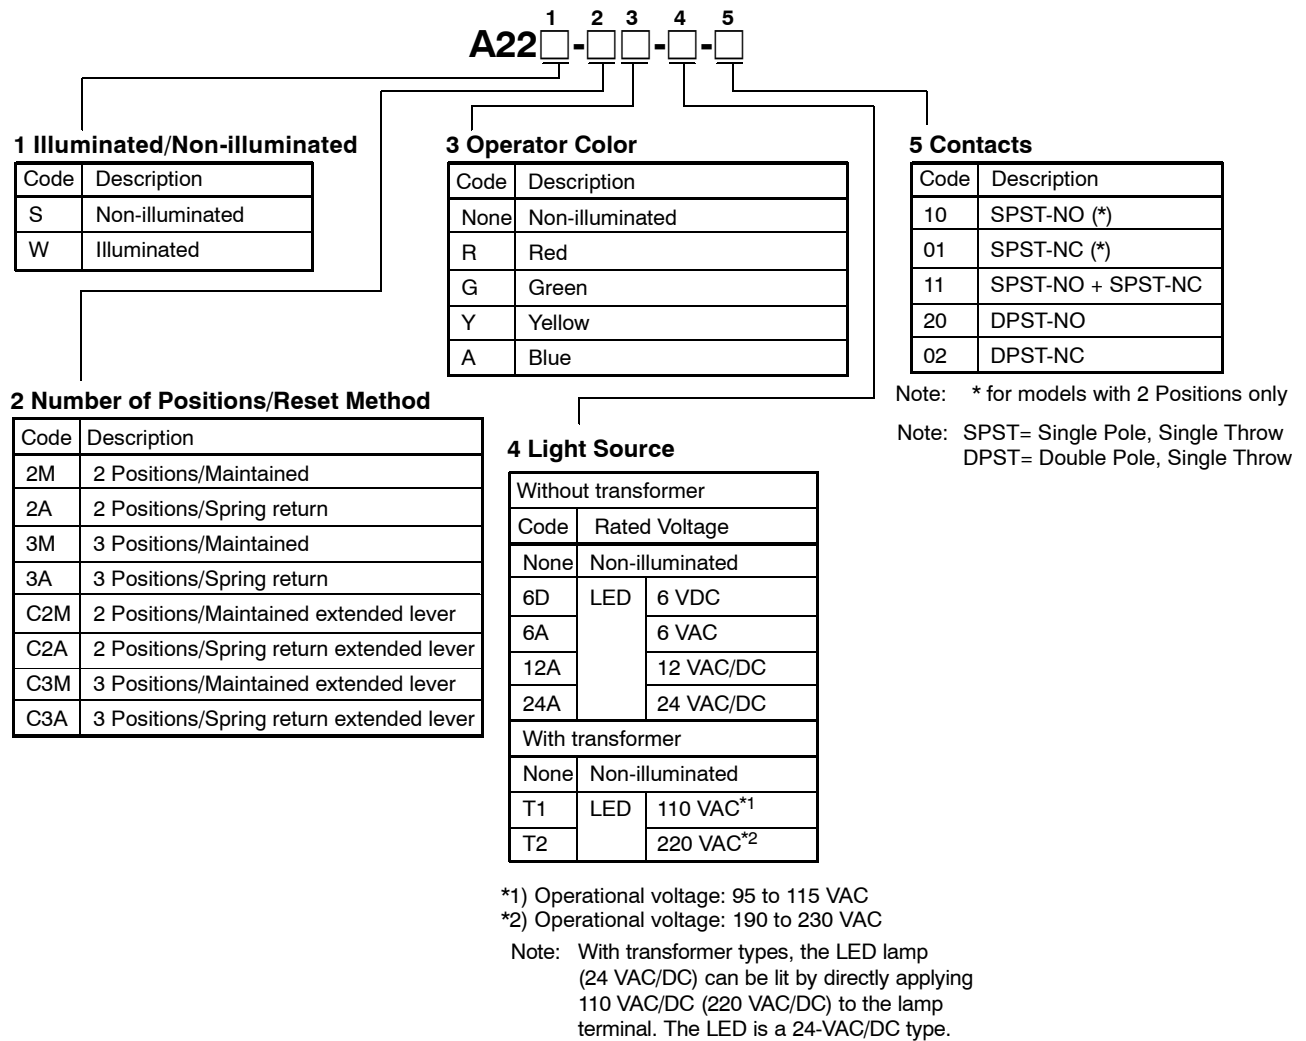 1 2 3 4 5
A22□-□□-□-□
1 Illuminated/Non-illuminated
Code Description
S Non-illuminated
W Illuminated
2 Number of Positions/Reset Method
Code Description
2M 2 Positions/Maintained
2A 2 Positions/Spring return
3M 3 Positions/Maintained
3A 3 Positions/Spring return
C2M 2 Positions/Maintained extended lever
C2A 2 Positions/Spring return extended lever
C3M 3 Positions/Maintained extended lever
C3A 3 Positions/Spring return extended lever
3 Operator Color
Code Description
None Non-illuminated
R Red
G Green
Y Yellow
A Blue
4 Light Source
Without transformer
Code Rated Voltage
None Non-illuminated
6D LED 6 VDC
6A 6 VAC
12A 12 VAC/DC
24A 24 VAC/DC
With transformer
None Non-illuminated
T1 LED 110 VAC*1
T2 220 VAC*2
*1) Operational voltage: 95 to 115 VAC
*2) Operational voltage: 190 to 230 VAC
Note: With transformer types, the LED lamp
(24 VAC/DC) can be lit by directly applying
110 VAC/DC (220 VAC/DC) to the lamp
terminal. The LED is a 24-VAC/DC type.
5 Contacts
Code Description
10 SPST-NO (*)
01 SPST-NC (*)
11 SPST-NO + SPST-NC
20 DPST-NO
02 DPST-NC
Note: * for models with 2 Positions only
Note: SPST= Single Pole, Single Throw
DPST= Double Pole, Single Throw